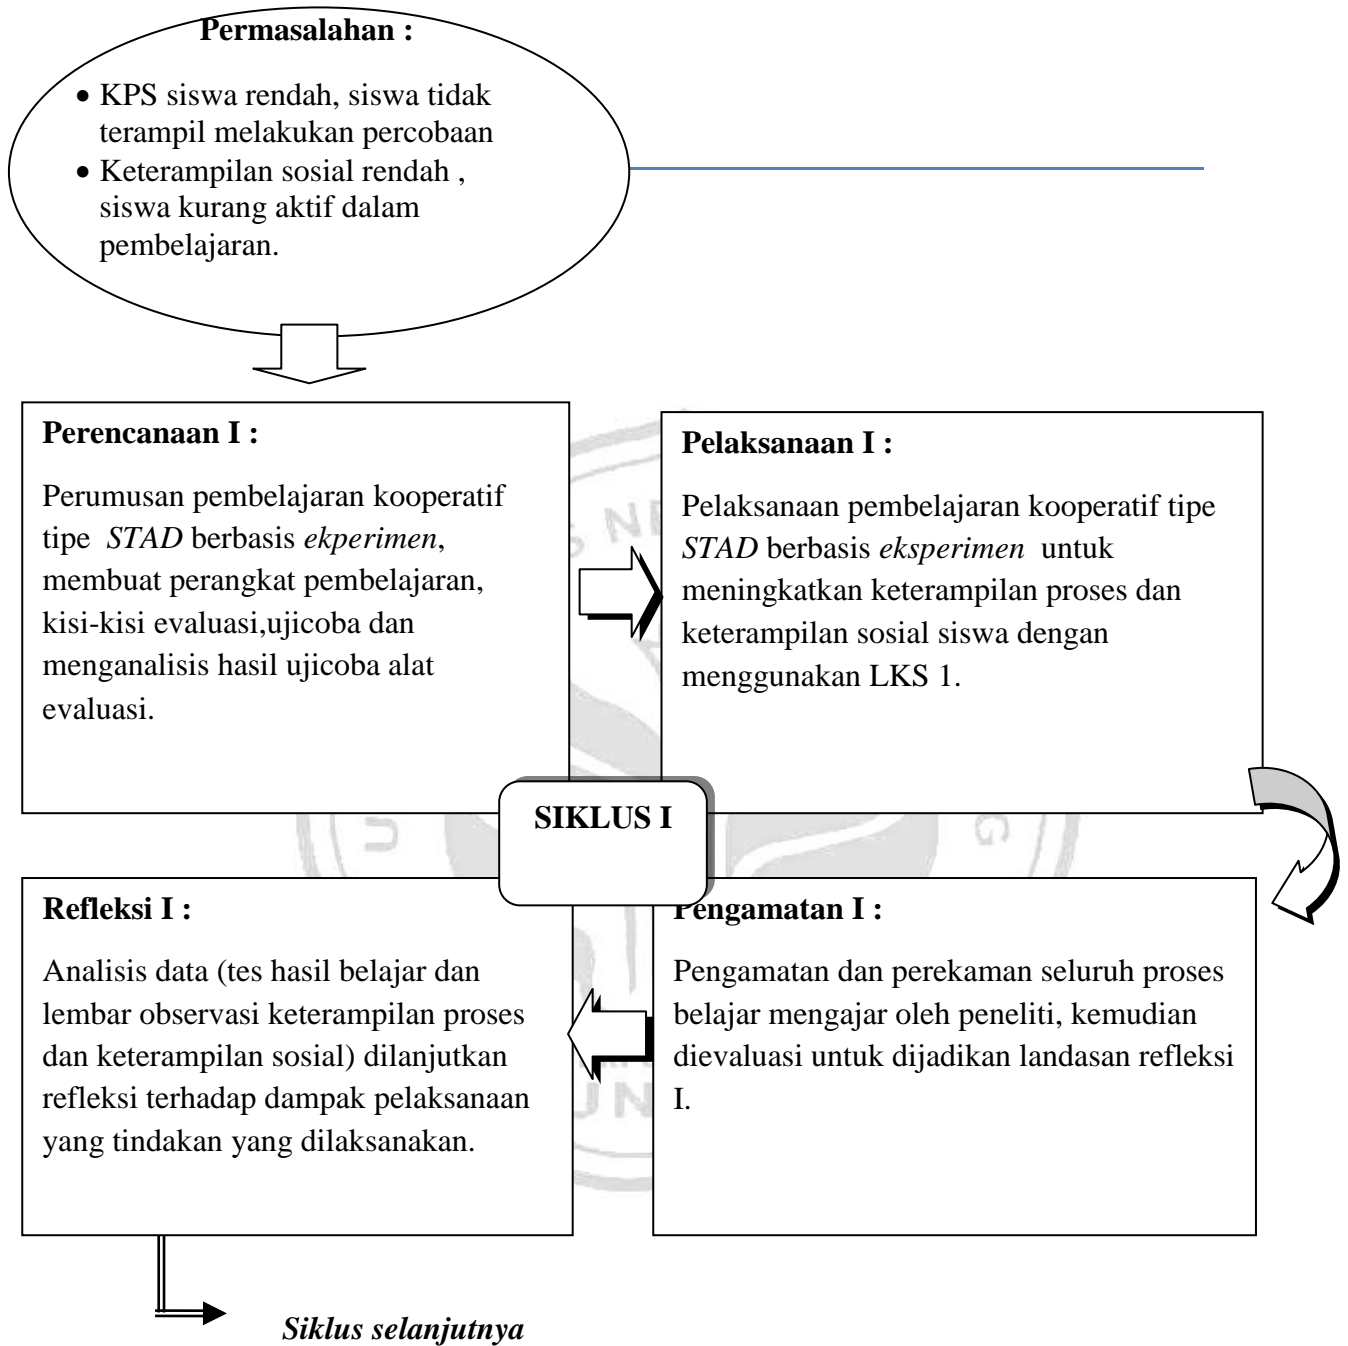 Permasalahan :
• KPS siswa rendah, siswa tidak
terampil melakukan percobaan
• Keterampilan sosial rendah ,
siswa kurang aktif dalam
pembelajaran.
Perencanaan I :
Perumusan pembelajaran kooperatif
tipe STAD berbasis ekperimen,
membuat perangkat pembelajaran,
kisi-kisi evaluasi,ujicoba dan
menganalisis hasil ujicoba alat
evaluasi.
Pelaksanaan I :
Pelaksanaan pembelajaran kooperatif tipe
STAD berbasis eksperimen untuk
meningkatkan keterampilan proses dan
keterampilan sosial siswa dengan
menggunakan LKS 1.
SIKLUS I
Refleksi I :
Analisis data (tes hasil belajar dan
lembar observasi keterampilan proses
dan keterampilan sosial) dilanjutkan
refleksi terhadap dampak pelaksanaan
yang tindakan yang dilaksanakan.
Pengamatan I :
Pengamatan dan perekaman seluruh proses
belajar mengajar oleh peneliti, kemudian
dievaluasi untuk dijadikan landasan refleksi
I.
Siklus selanjutnya